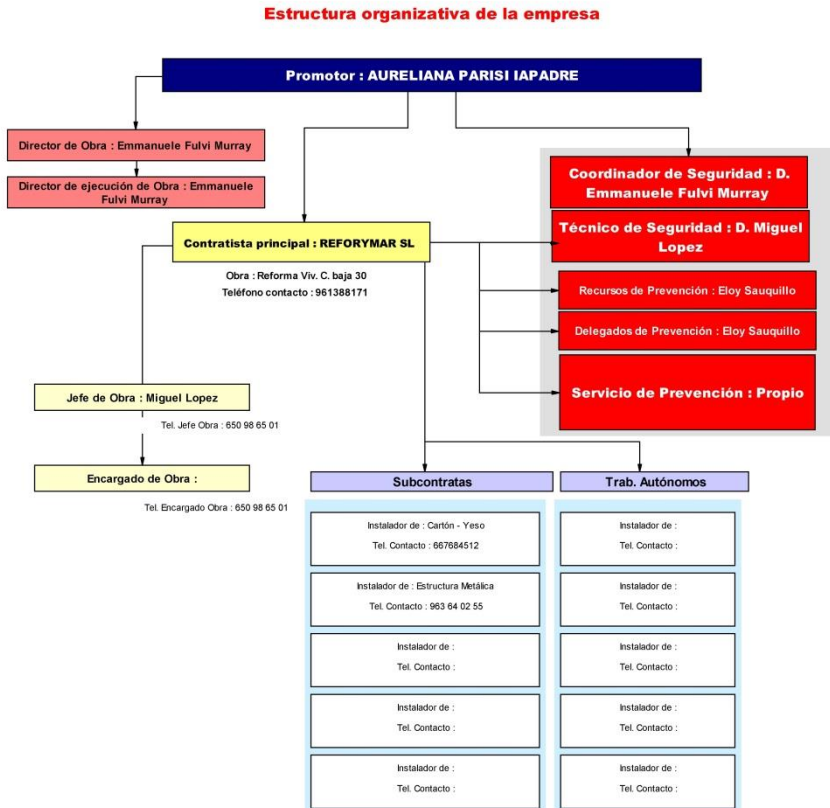 Estructura organizativa de la empresa
Promotor : AURELIANA PARISI IAPADRE
Director de Obra : Emmanuele Fulvi Murray
Director de ejecución de Obra : Emmanuele
Fulvi Murray
Coordinador de Seguridad : D.
Emmanuele Fulvi Murray
Técnico de Seguridad : D. Miguel
Lopez
Contratista principal : REFORYMAR SL
Obra : Reforma Viv. C. baja 30
Teléfono contacto : 961388171
Recursos de Prevención : Eloy Sauquillo
Delegados de Prevención : Eloy Sauquillo
Servicio de Prevención : Propio
Jefe de Obra : Miguel Lopez
Tel. Jefe Obra : 650 98 65 01
Encargado de Obra :
Tel. Encargado Obra : 650 98 65 01
Subcontratas
Instalador de : Cartón - Yeso
Tel. Contacto : 667684512
Instalador de : Estructura Metálica
Tel. Contacto : 963 64 02 55
Instalador de :
Tel. Contacto :
Instalador de :
Tel. Contacto :
Instalador de :
Tel. Contacto :
Trab. Autónomos
Instalador de :
Tel. Contacto :
Instalador de :
Tel. Contacto :
Instalador de :
Tel. Contacto :
Instalador de :
Tel. Contacto :
Instalador de :
Tel. Contacto :